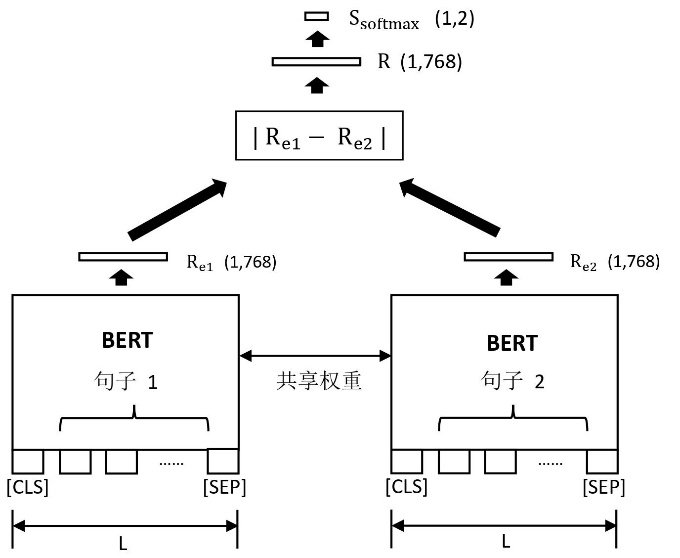 S_softmax (1,2)
R (1,768)
| R_e1 − R_e2 |
R_e1 (1,768)
R_e2 (1,768)
BERT
句子 1
BERT
句子 2
共享权重
......
......
[CLS]
[SEP]
[CLS]
[SEP]
L
L